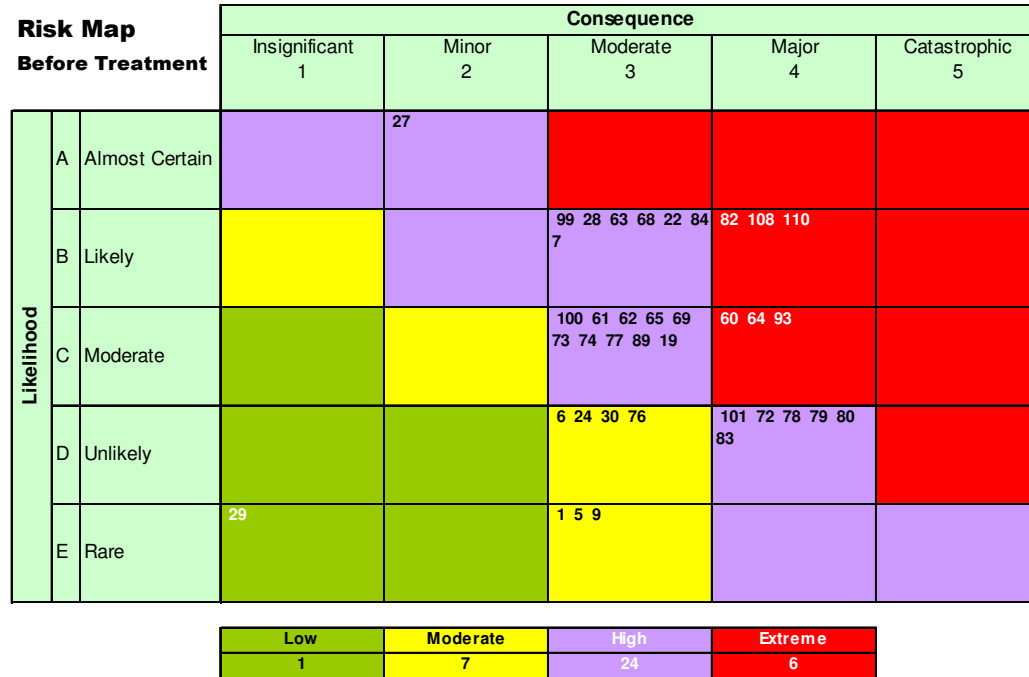 Risk Map
Before Treatment
Consequence
Insignificant
1
Minor
2
Moderate
3
Major
4
Catastrophic
5
Likelihood
A
Almost Certain
27
B
Likely
99 28 63 68 22 84
7
82 108 110
C
Moderate
100 61 62 65 69
73 74 77 89 19
60 64 93
D
Unlikely
6 24 30 76
101 72 78 79 80
83
E
Rare
29
1 5 9
Low
Moderate
High
Extreme
1
7
24
6